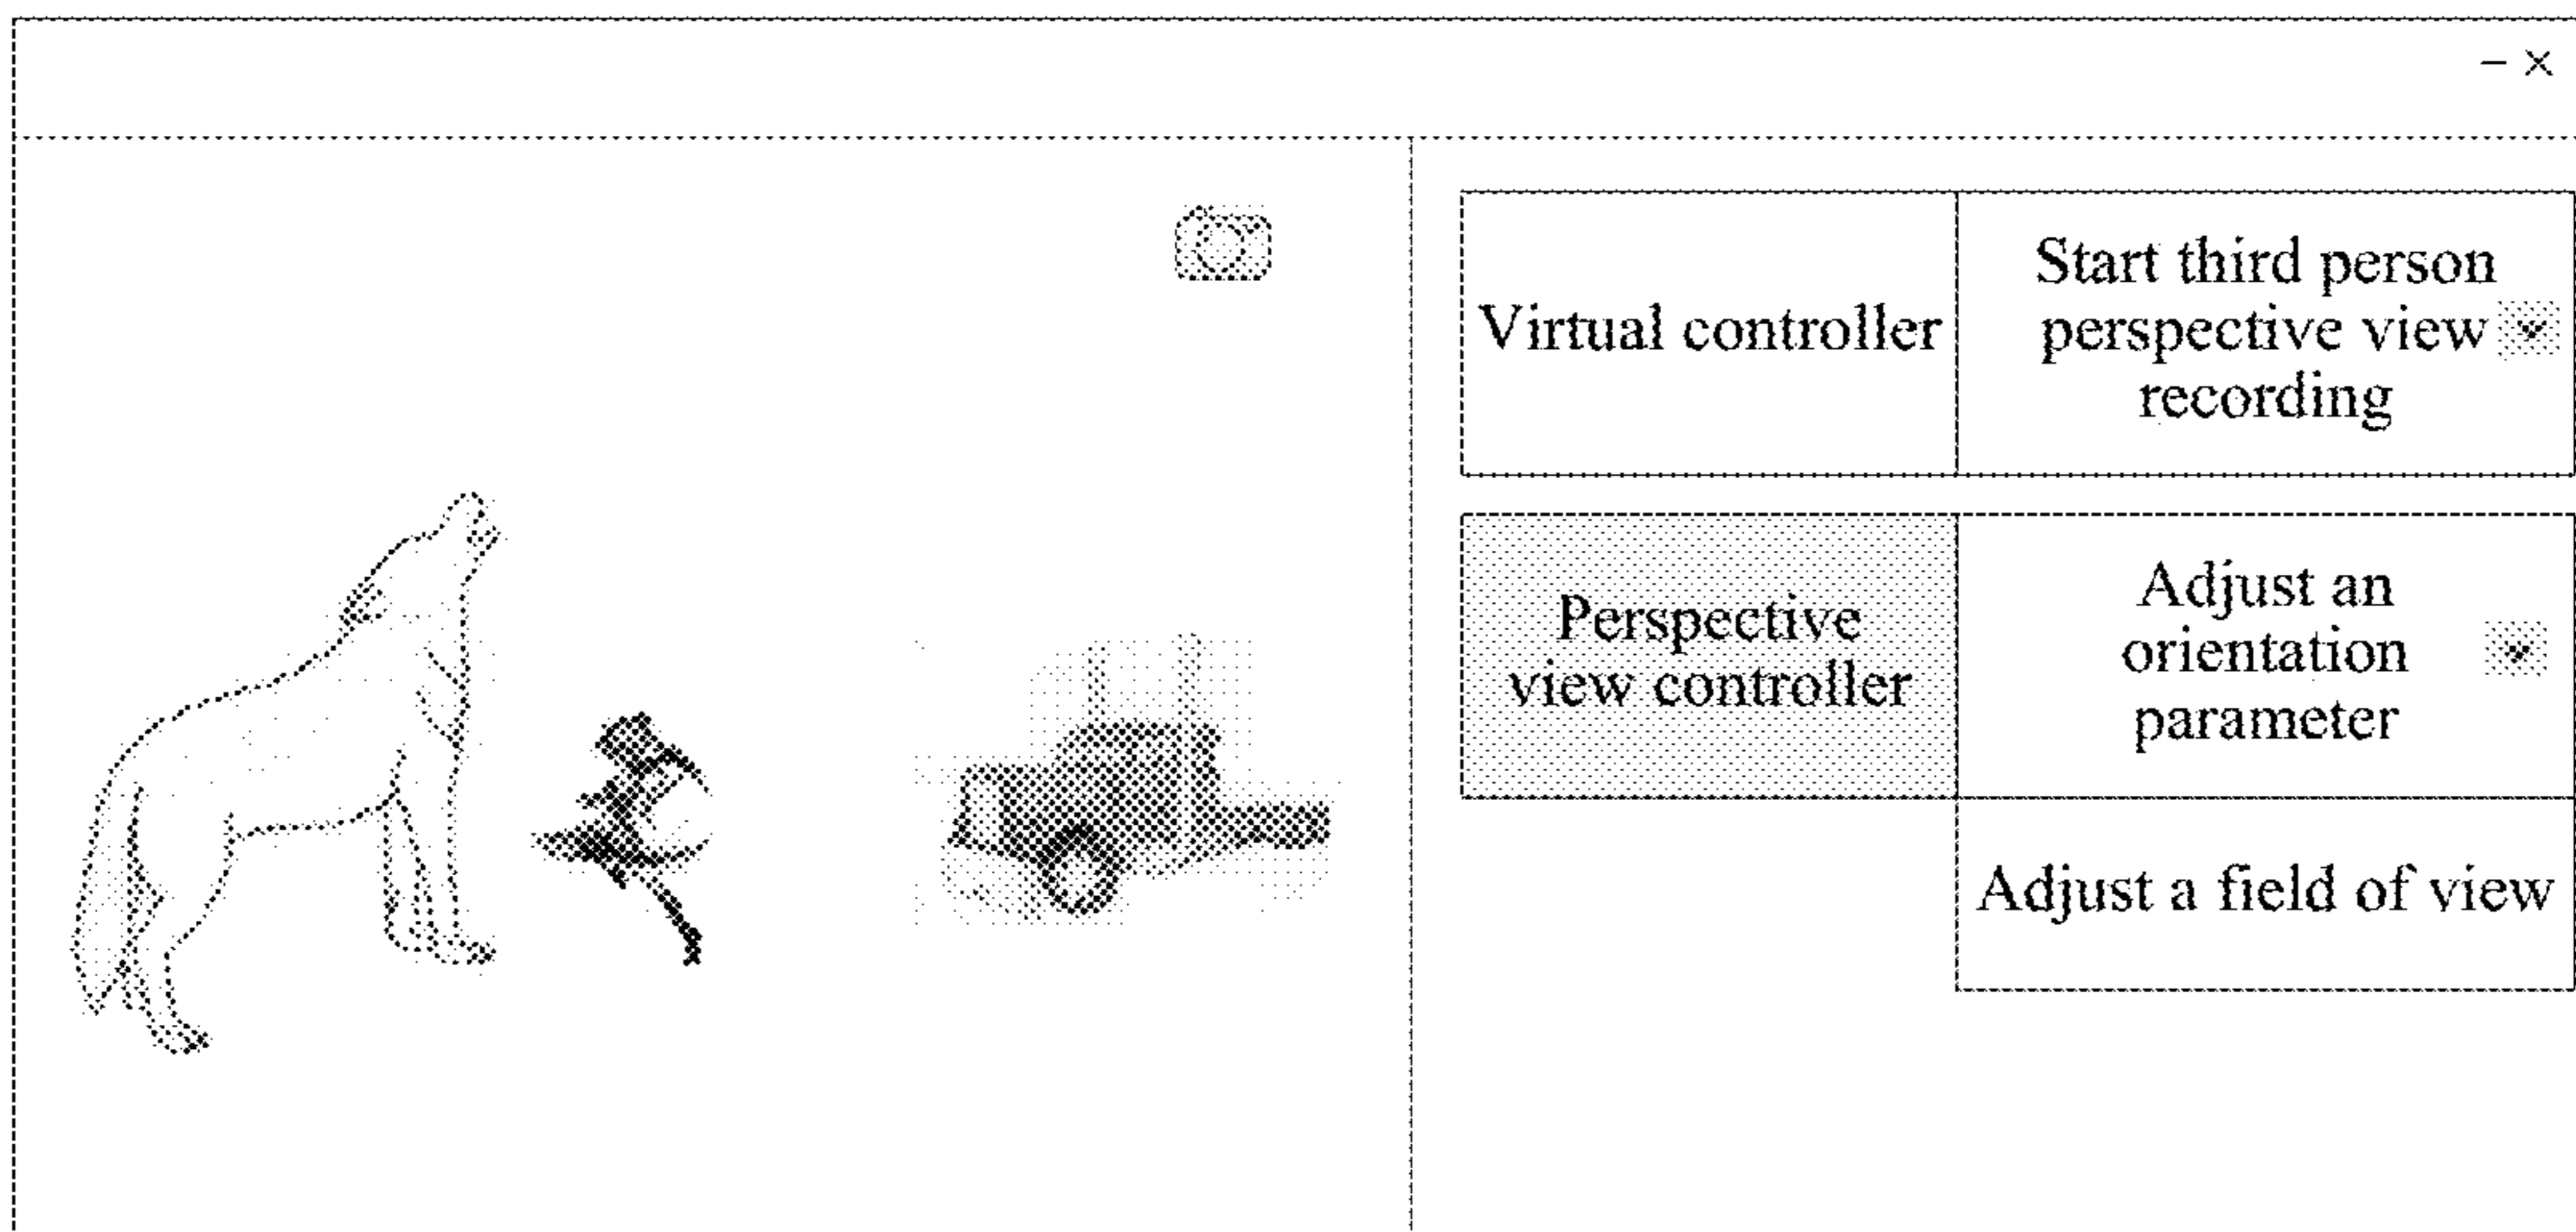 Virtual controller
Start third person
perspective view
recording
Perspective
view controller
Adjust an
orientation
parameter
Adjust a field of view